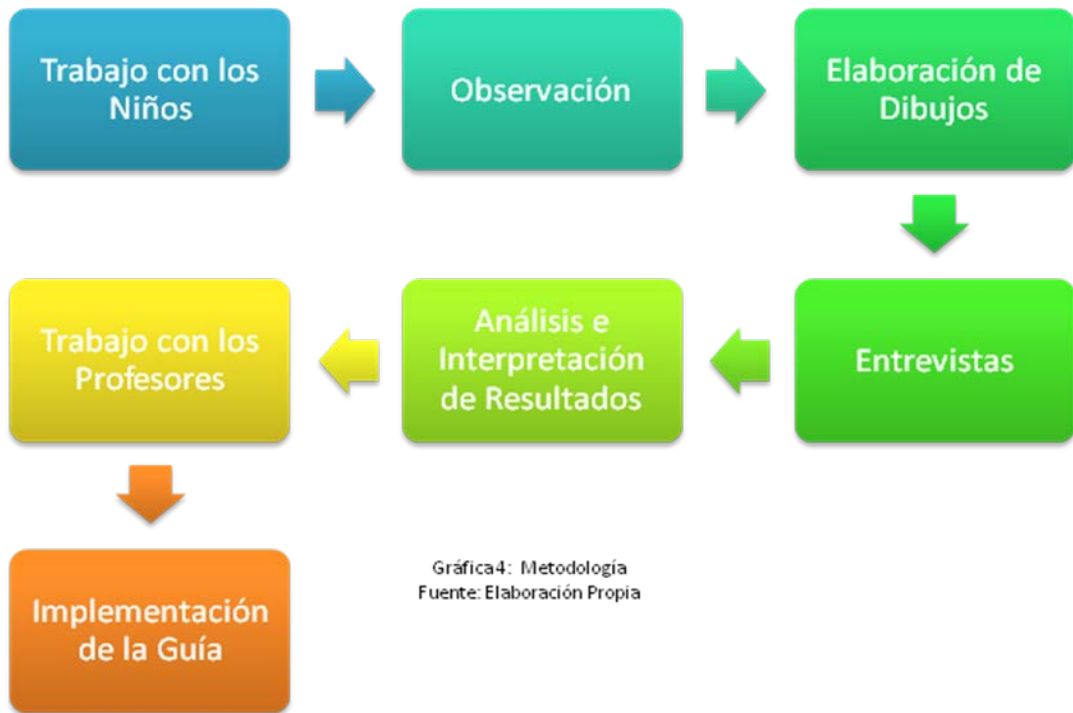 Trabajo con los
Niños
Observación
Elaboración de
Dibujos
Entrevistas
Análisis e
Interpretación
de Resultados
Trabajo con los
Profesores
Implementación
de la Guía
Gráfica4: Metodología
Fuente: Elaboración Propia